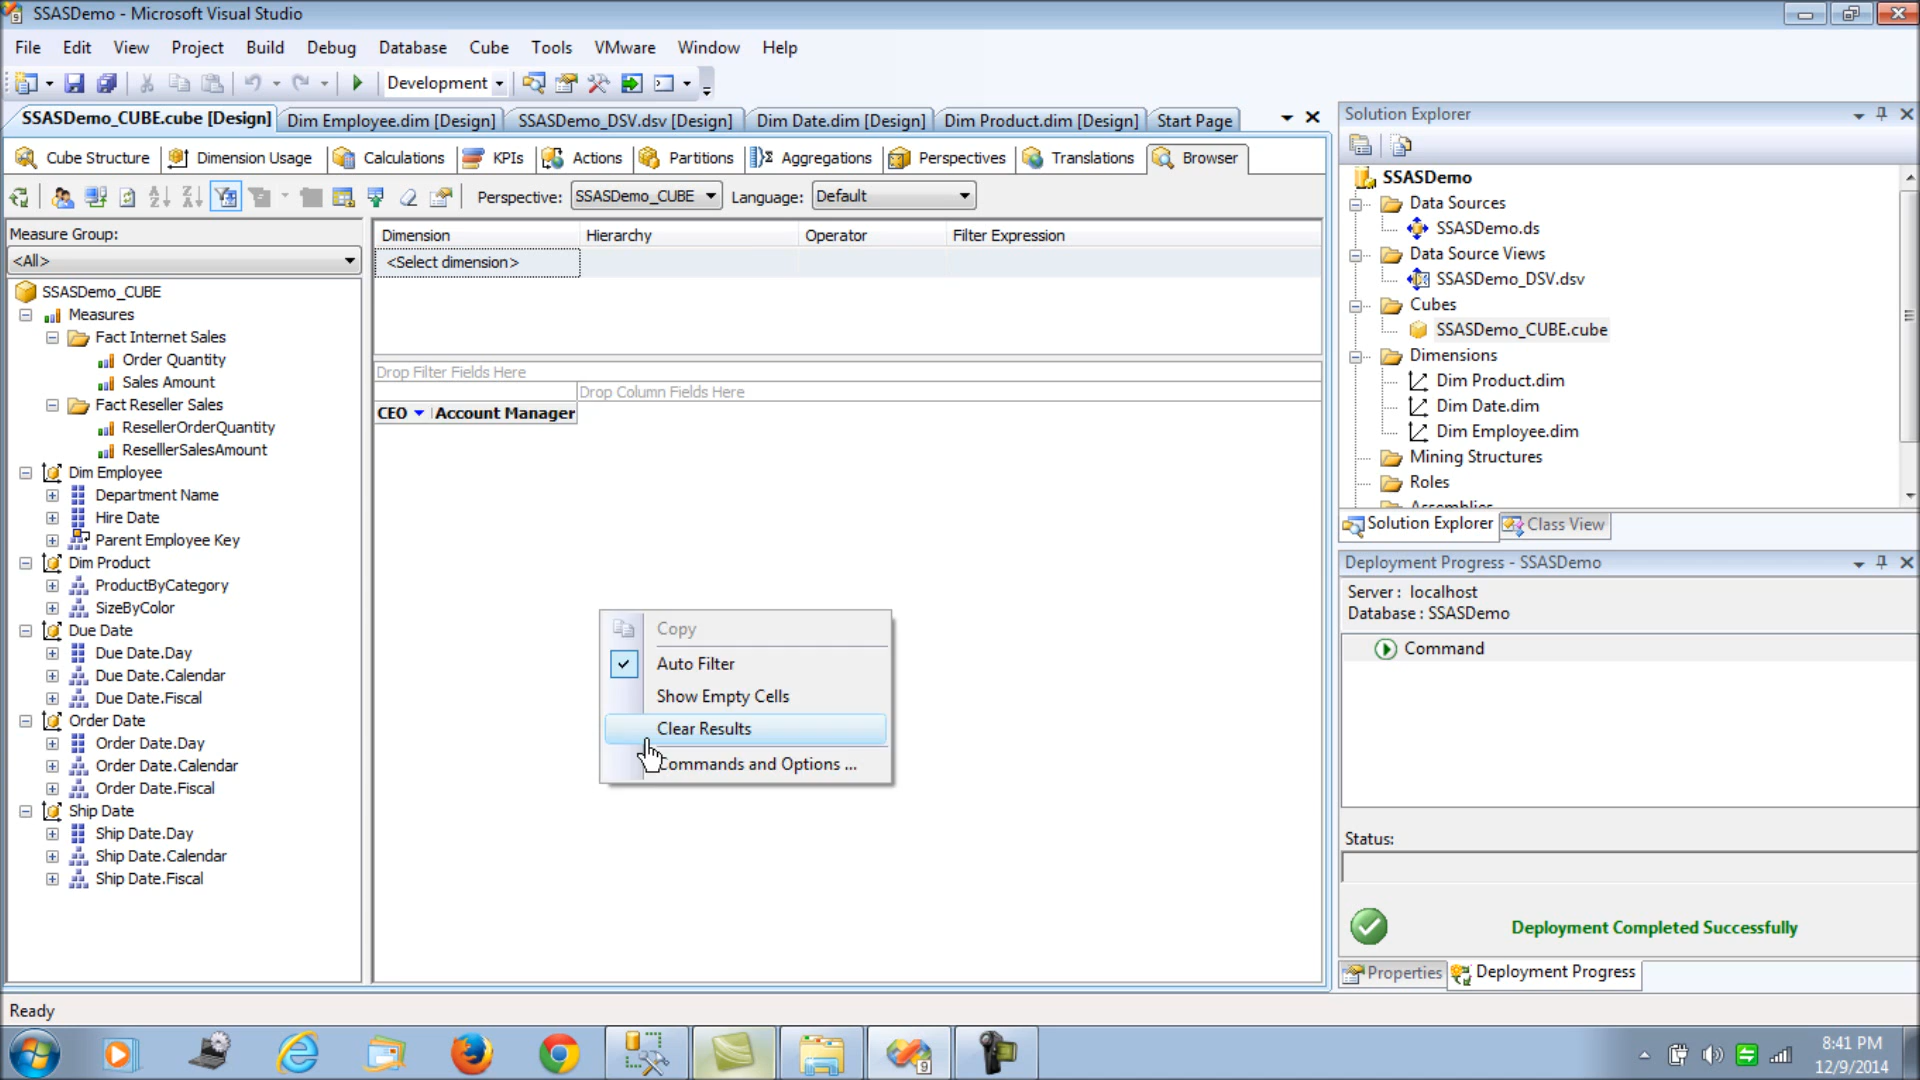 SSASDemo - Microsoft Visual Studio
File Edit View Project Build Debug Database Cube Tools VMware Window Help
Development
SSASDemo_CUBE.cube [Design] Dim Employee.dim [Design] SSASDemo_DSV.dsv [Design] Dim Date.dim [Design] Dim Product.dim [Design] Start Page
Cube Structure Dimension Usage Calculations KPIs Actions Partitions Aggregations Perspectives Translations Browser
Perspective: SSASDemo_CUBE Language: Default
Measure Group:
<All>
SSASDemo_CUBE
Measures
Fact Internet Sales
Order Quantity
Sales Amount
Fact Reseller Sales
ResellerOrderQuantity
ReselllerSalesAmount
Dim Employee
Department Name
Hire Date
Parent Employee Key
Dim Product
ProductByCategory
SizeByColor
Due Date
Due Date.Day
Due Date.Calendar
Due Date.Fiscal
Order Date
Order Date.Day
Order Date.Calendar
Order Date.Fiscal
Ship Date
Ship Date.Day
Ship Date.Calendar
Ship Date.Fiscal
Dimension Hierarchy Operator Filter Expression
<Select dimension>
Drop Filter Fields Here
Drop Column Fields Here
CEO Account Manager
Copy
Auto Filter
Show Empty Cells
Clear Results
Commands and Options ...
Solution Explorer
SSASDemo
Data Sources
SSASDemo.ds
Data Source Views
SSASDemo_DSV.dsv
Cubes
SSASDemo_CUBE.cube
Dimensions
Dim Product.dim
Dim Date.dim
Dim Employee.dim
Mining Structures
Roles
Assemblies
Solution Explorer Class View
Deployment Progress - SSASDemo
Server : localhost
Database : SSASDemo
Command
Status:
Deployment Completed Successfully
Properties Deployment Progress
Ready
9
8:41 PM
12/9/2014